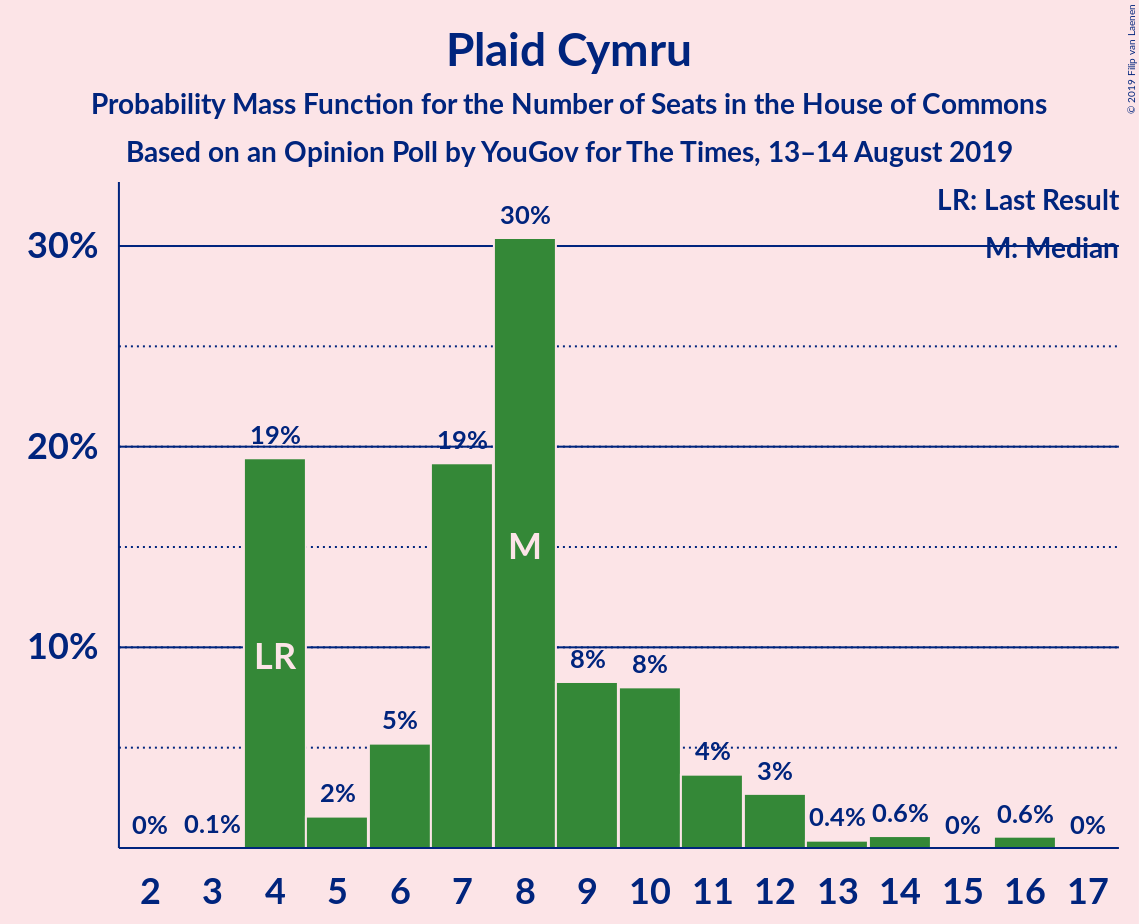 Plaid Cymru
Probability Mass Function for the Number of Seats in the House of Commons
Based on an Opinion Poll by YouGov for The Times, 13–14 August 2019
© 2019 Filip van Laenen
LR: Last Result
M: Median
30%
20%
10%
0%
0.1%
19%
2%
5%
19%
30%
8%
8%
4%
3%
0.4%
0.6%
0%
0.6%
0%
LR
M
2 3 4 5 6 7 8 9 10 11 12 13 14 15 16 17